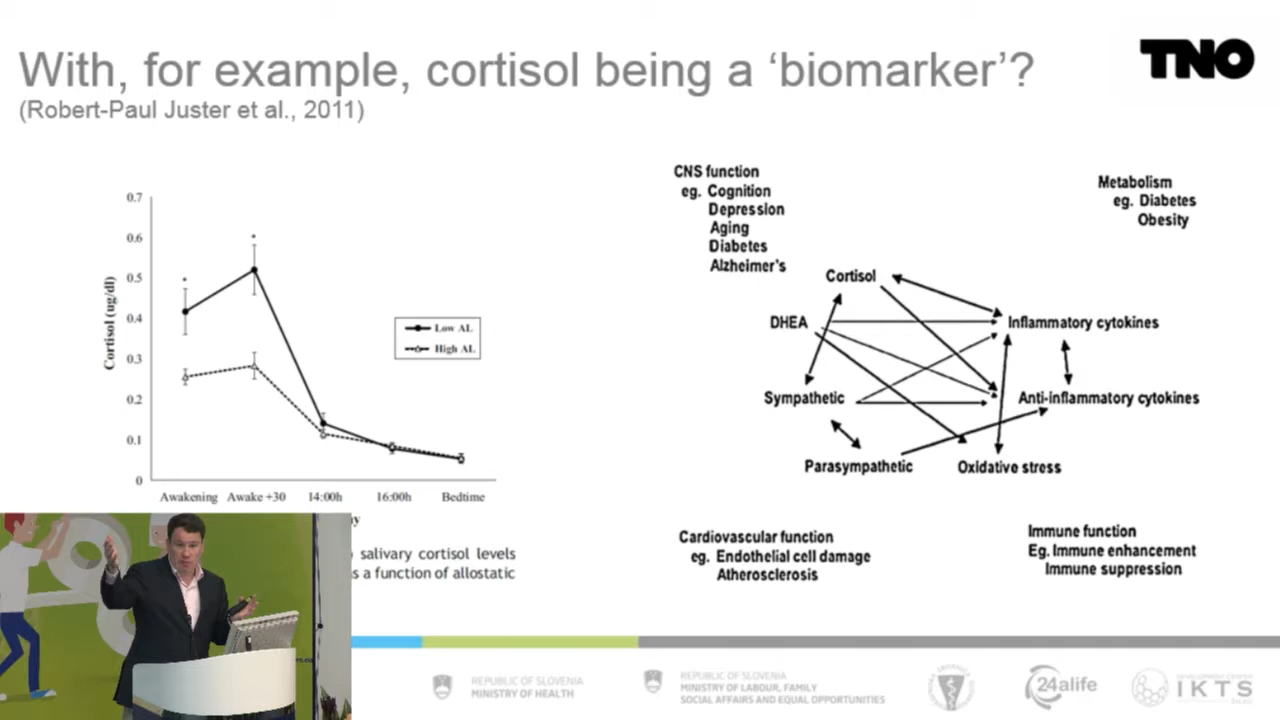 With, for example, cortisol being a ‘biomarker’?
(Robert-Paul Juster et al., 2011)
TNO
Cortisol (ug/dl)
0.7
0.6
0.5
0.4
0.3
0.2
0.1
0
*
*
Low AL
High AL
Awakening
Awake +30
14:00h
16:00h
Bedtime
salivary cortisol levels
s a function of allostatic
CNS function
eg. Cognition
Depression
Aging
Diabetes
Alzheimer's
Metabolism
eg. Diabetes
Obesity
Cortisol
DHEA
Inflammatory cytokines
Sympathetic
Anti-inflammatory cytokines
Parasympathetic
Oxidative stress
Cardiovascular function
eg. Endothelial cell damage
Atherosclerosis
Immune function
Eg. Immune enhancement
Immune suppression
REPUBLIC OF SLOVENIA
MINISTRY OF HEALTH
REPUBLIC OF SLOVENIA
MINISTRY OF LABOUR, FAMILY
SOCIAL AFFAIRS AND EQUAL OPPORTUNITIES
24alife
IKTS